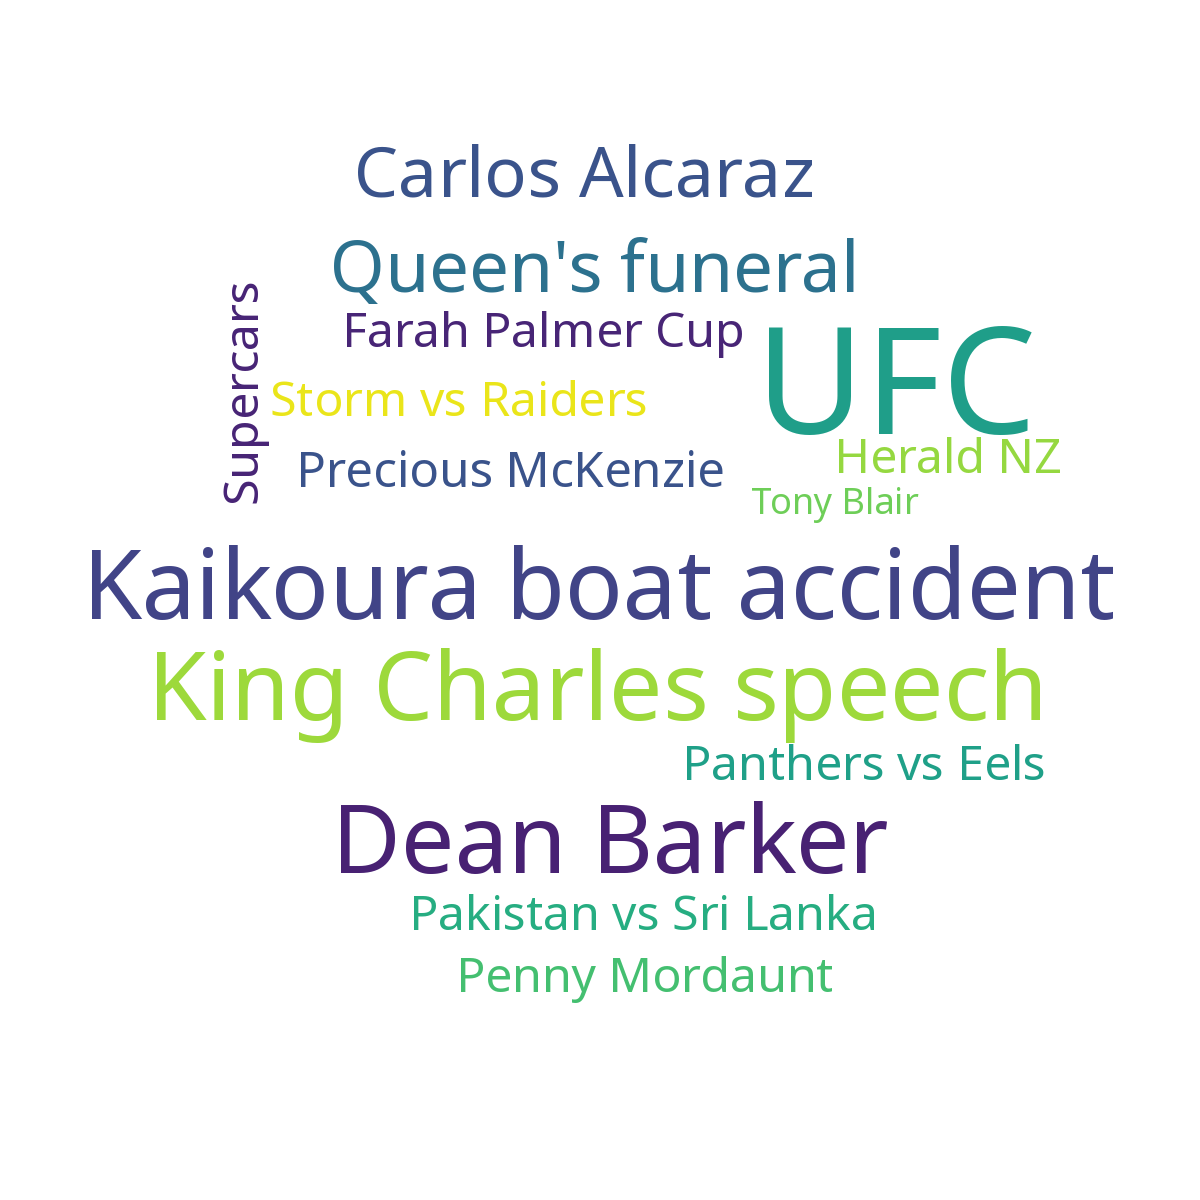 Carlos Alcaraz
Queen's funeral
Supercars
Farah Palmer Cup
UFC
Storm vs Raiders
Herald NZ
Precious McKenzie
Tony Blair
Kaikoura boat accident
King Charles speech
Panthers vs Eels
Dean Barker
Pakistan vs Sri Lanka
Penny Mordaunt